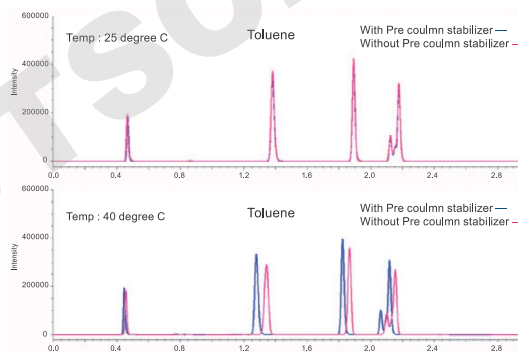 600000
Temp : 25 degree C
Toluene
With Pre coulmn stabilizer
Without Pre coulmn stabilizer
400000
Intensity
200000
0
0.0 0.4 0.8 1.2 1.6 2.0 2.4 2.8
600000
Temp : 40 degree C
Toluene
With Pre coulmn stabilizer
Without Pre coulmn stabilizer
400000
Intensity
200000
0
0.0 0.4 0.8 1.2 1.6 2.0 2.4 2.8